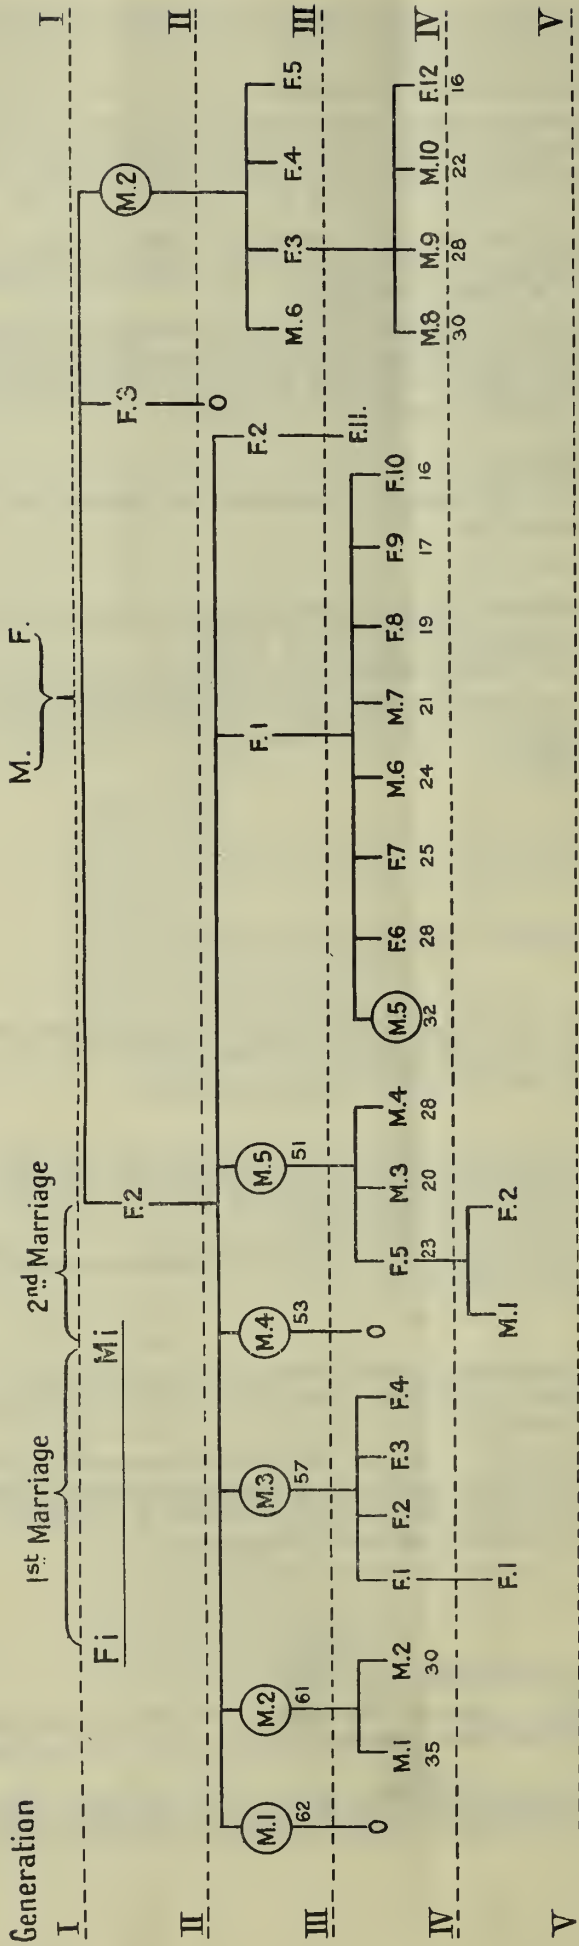 Generation
1st Marriage
2nd Marriage
M. F.
I I
Fi Mi
F.2 F.3 M.2
II II
M.1 M.2 M.3 M.4 M.5 F.1 F.2 O M.6 F.3 F.4 F.5
62 61 57 53 51
III III
O M.1 M.2 F.1 F.2 F.3 F.4 O F.5 M.3 M.4 M.5 F.6 F.7 M.6 M.7 F.8 F.9 F.10 F.11. M.8 M.9 M.10 F.12
35 30 23 20 28 32 28 25 24 21 19 17 16 30 28 22 16
IV IV
F.1 M.1 F.2
V V